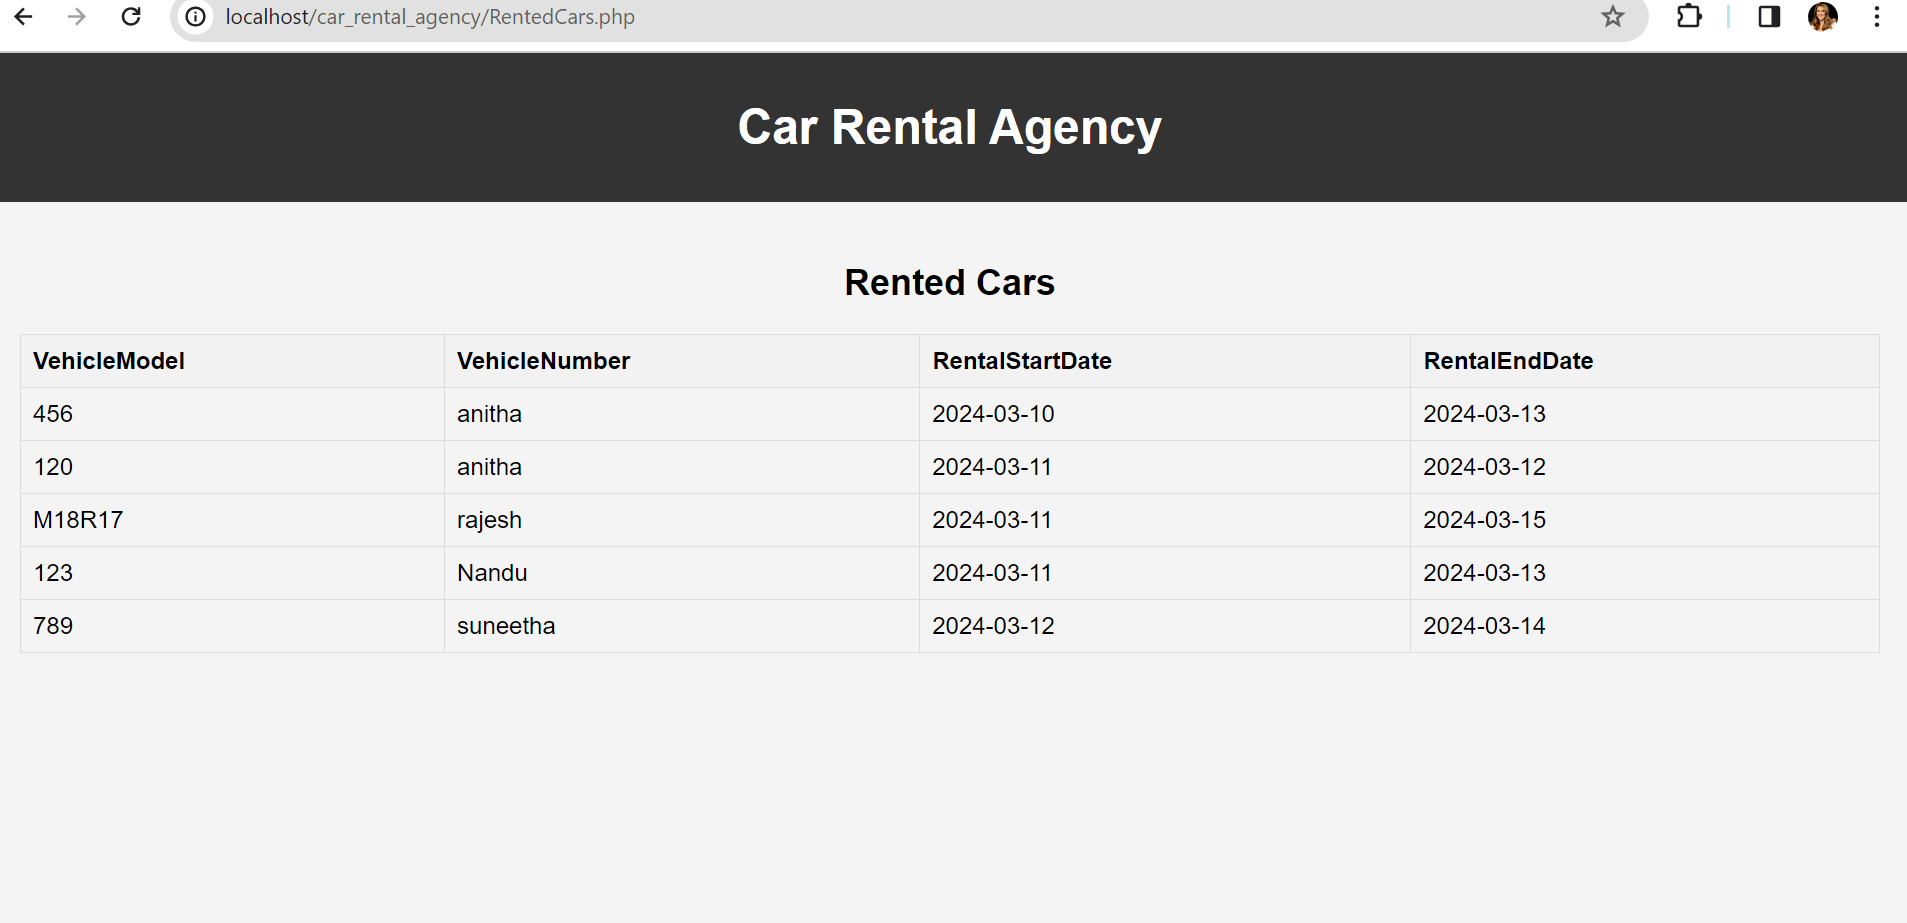 localhost/car_rental_agency/RentedCars.php
Car Rental Agency
Rented Cars
VehicleModel VehicleNumber RentalStartDate RentalEndDate
456 anitha 2024-03-10 2024-03-13
120 anitha 2024-03-11 2024-03-12
M18R17 rajesh 2024-03-11 2024-03-15
123 Nandu 2024-03-11 2024-03-13
789 suneetha 2024-03-12 2024-03-14